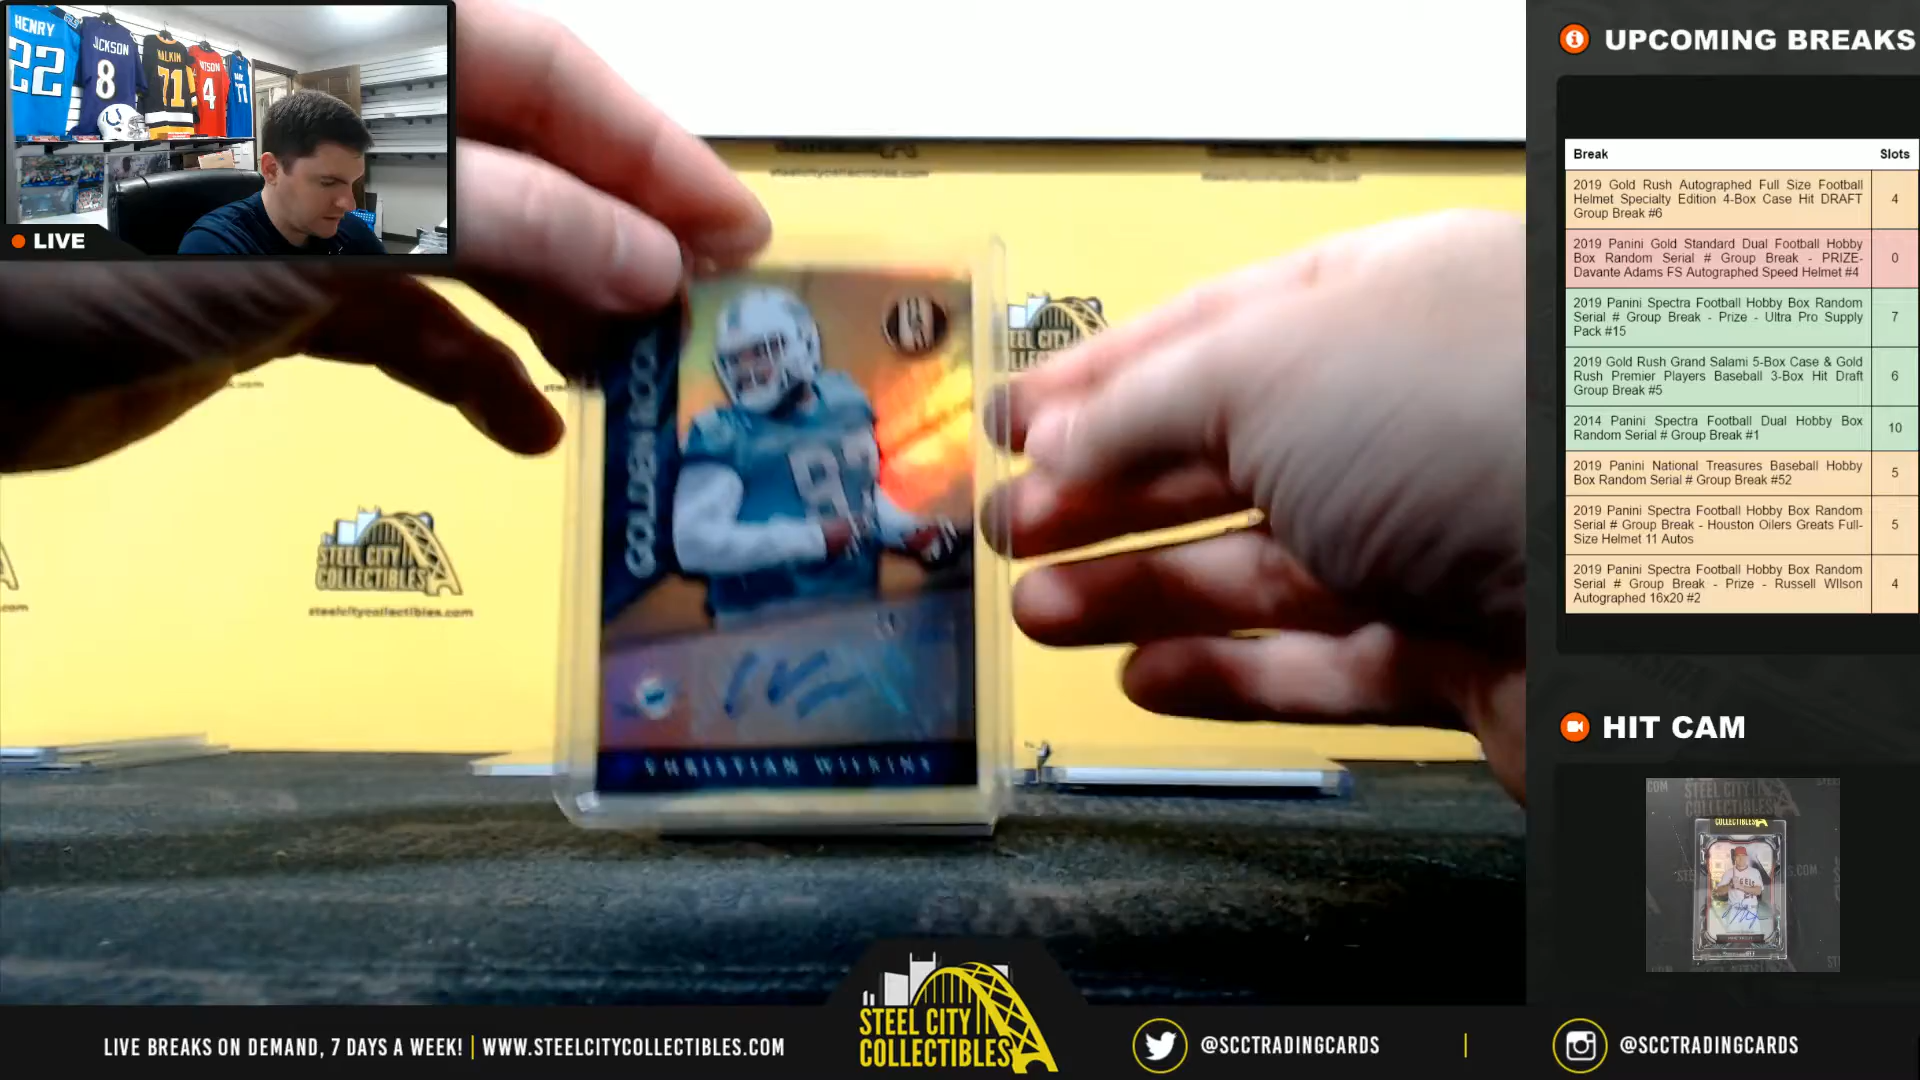 HENRY
22
JACKSON
8
MALKIN
71
4
LIVE
steelcitycollectibles.com
STEEL CITY
COLLECTIBLES
steelcitycollectibles.com
GOLDEN ROO
CHRISTIAN WILKINS
UPCOMING BREAKS
Break Slots
2019 Gold Rush Autographed Full Size Football
Helmet Specialty Edition 4-Box Case Hit DRAFT
Group Break #6
4
2019 Panini Gold Standard Dual Football Hobby
Box Random Serial # Group Break - PRIZE-
Davante Adams FS Autographed Speed Helmet #4
0
2019 Panini Spectra Football Hobby Box Random
Serial # Group Break - Prize - Ultra Pro Supply
Pack #15
7
2019 Gold Rush Grand Salami 5-Box Case & Gold
Rush Premier Players Baseball 3-Box Hit Draft
Group Break #5
6
2014 Panini Spectra Football Dual Hobby Box
Random Serial # Group Break #1
10
2019 Panini National Treasures Baseball Hobby
Box Random Serial # Group Break #52
5
2019 Panini Spectra Football Hobby Box Random
Serial # Group Break - Houston Oilers Greats Full-
Size Helmet 11 Autos
5
2019 Panini Spectra Football Hobby Box Random
Serial # Group Break - Prize - Russell WIlson
Autographed 16x20 #2
4
HIT CAM
STEEL CITY
COLLECTIBLES
LIVE BREAKS ON DEMAND, 7 DAYS A WEEK! | WWW.STEELCITYCOLLECTIBLES.COM
STEEL CITY
COLLECTIBLES
@SCCTRADINGCARDS
@SCCTRADINGCARDS